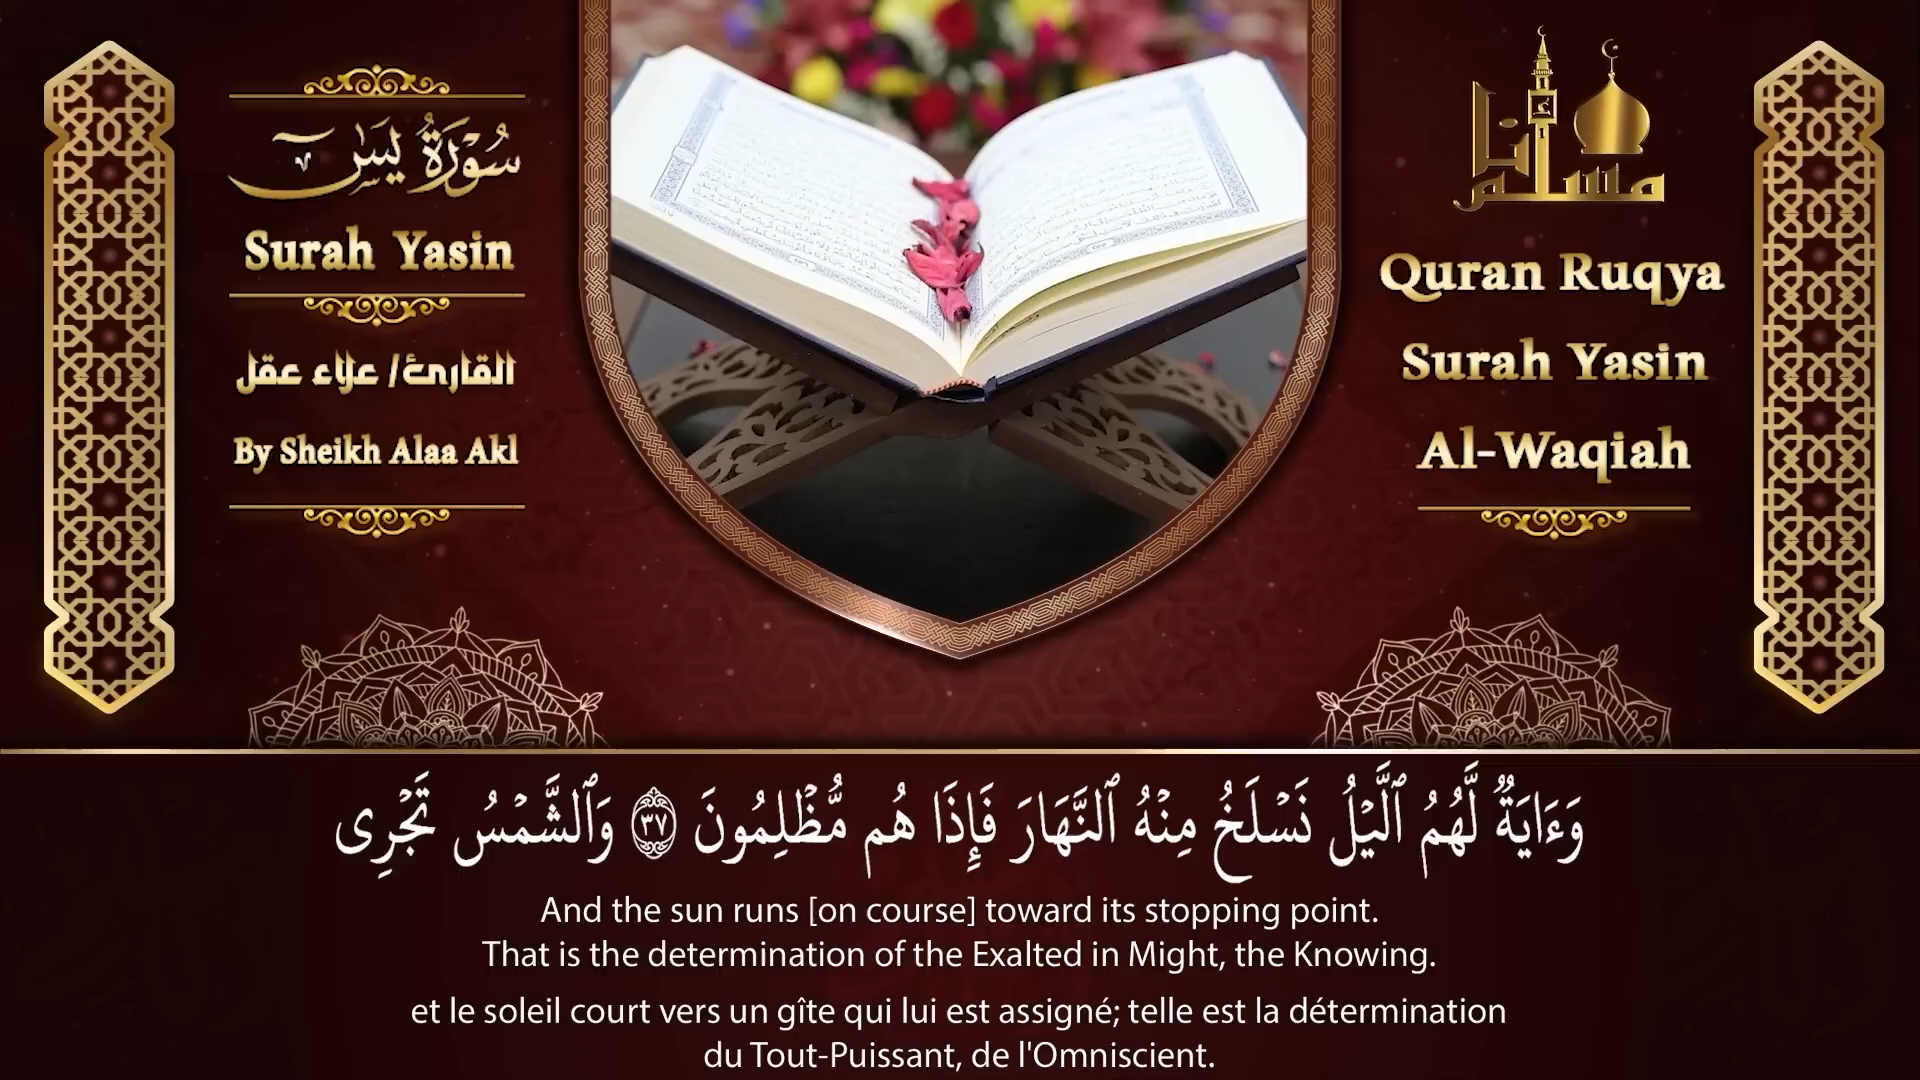 سُورَةُ يسٓ
Surah Yasin
القارئ/ علاء عقل
By Sheikh Alaa Akl
أنا مسلم
Quran Ruqya
Surah Yasin
Al-Waqiah
وَءَايَةٌ لَّهُمُ ٱلَّيْلُ نَسْلَخُ مِنْهُ ٱلنَّهَارَ فَإِذَا هُم مُّظْلِمُونَ ٣٧ وَٱلشَّمْسُ تَجْرِى
And the sun runs [on course] toward its stopping point.
That is the determination of the Exalted in Might, the Knowing.
et le soleil court vers un gîte qui lui est assigné; telle est la détermination
du Tout-Puissant, de l'Omniscient.